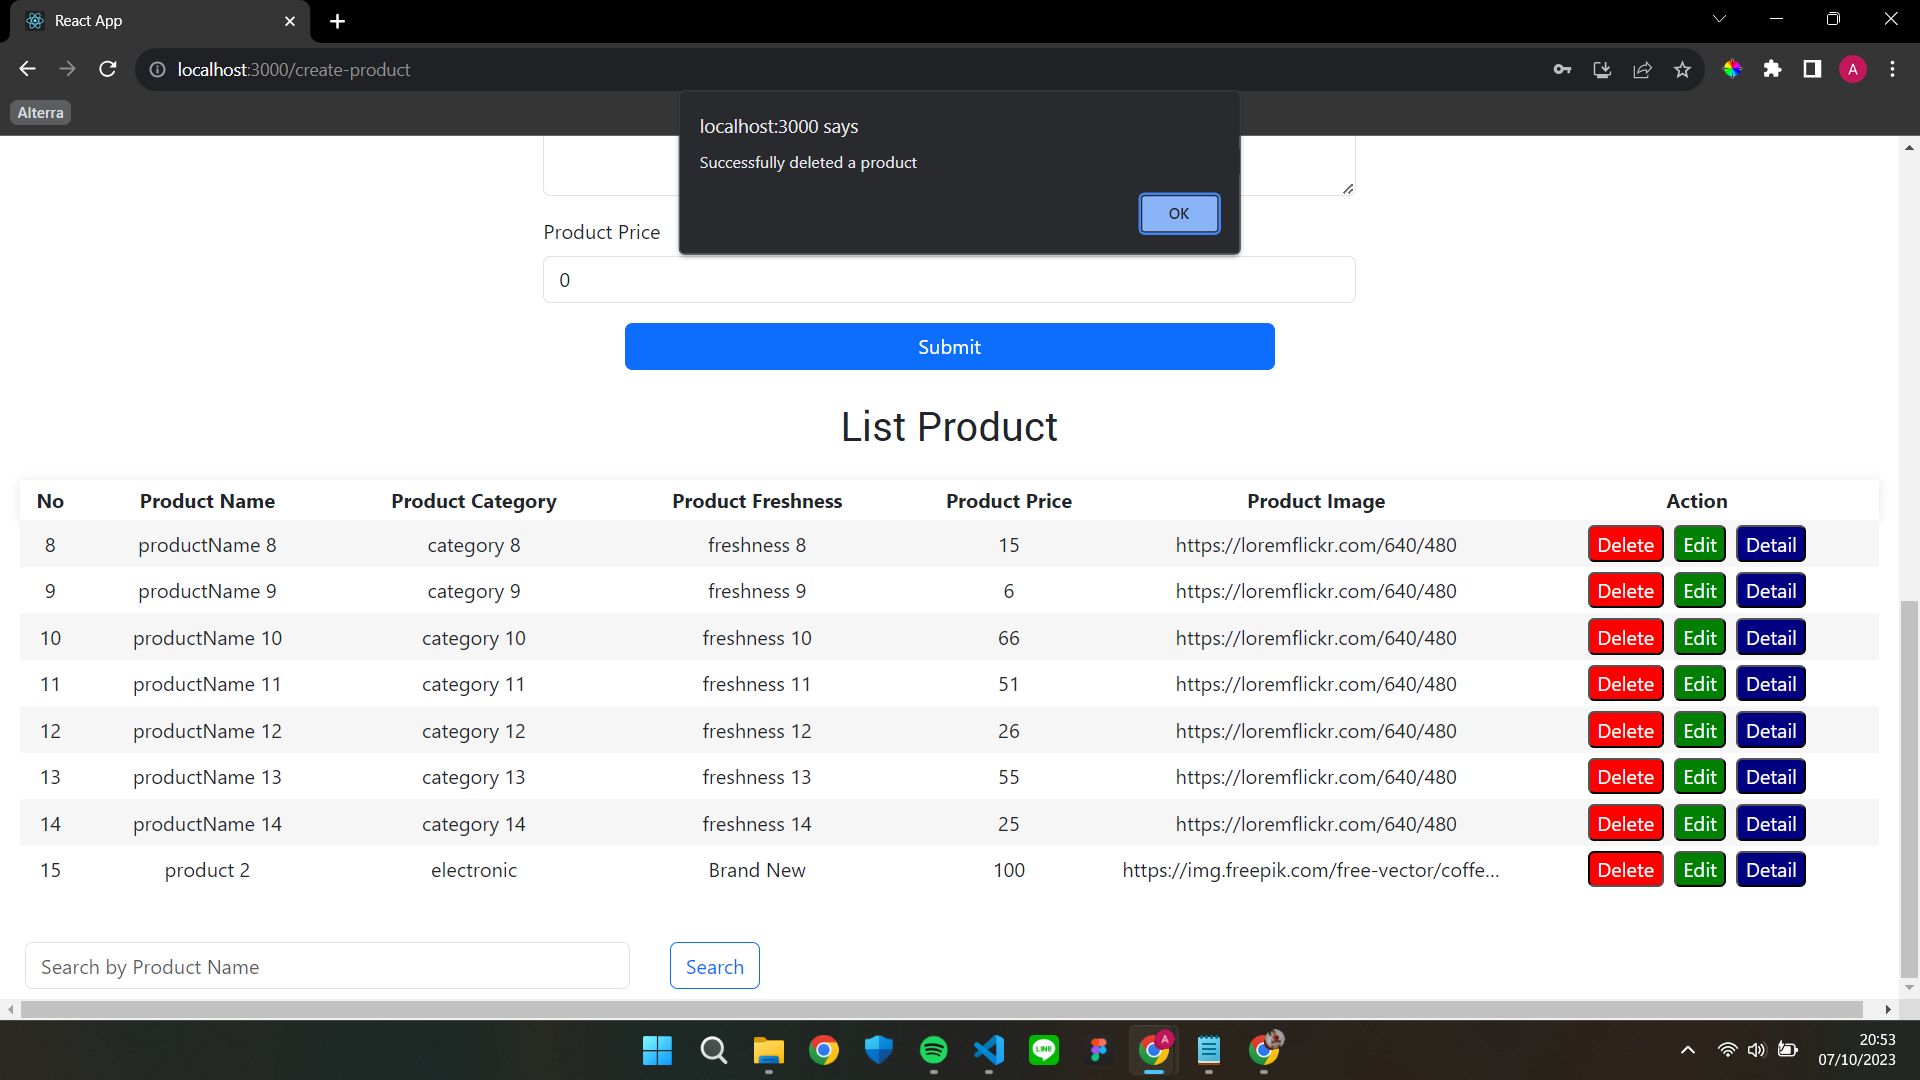 React App
localhost:3000/create-product
A
Alterra
localhost:3000 says
Successfully deleted a product
OK
Product Price
0
Submit
List Product
No Product Name Product Category Product Freshness Product Price Product Image Action
8 productName 8 category 8 freshness 8 15 https://loremflickr.com/640/480 Delete Edit Detail
9 productName 9 category 9 freshness 9 6 https://loremflickr.com/640/480 Delete Edit Detail
10 productName 10 category 10 freshness 10 66 https://loremflickr.com/640/480 Delete Edit Detail
11 productName 11 category 11 freshness 11 51 https://loremflickr.com/640/480 Delete Edit Detail
12 productName 12 category 12 freshness 12 26 https://loremflickr.com/640/480 Delete Edit Detail
13 productName 13 category 13 freshness 13 55 https://loremflickr.com/640/480 Delete Edit Detail
14 productName 14 category 14 freshness 14 25 https://loremflickr.com/640/480 Delete Edit Detail
15 product 2 electronic Brand New 100 https://img.freepik.com/free-vector/coffe... Delete Edit Detail
Search by Product Name Search
LINE
A
20:53
07/10/2023